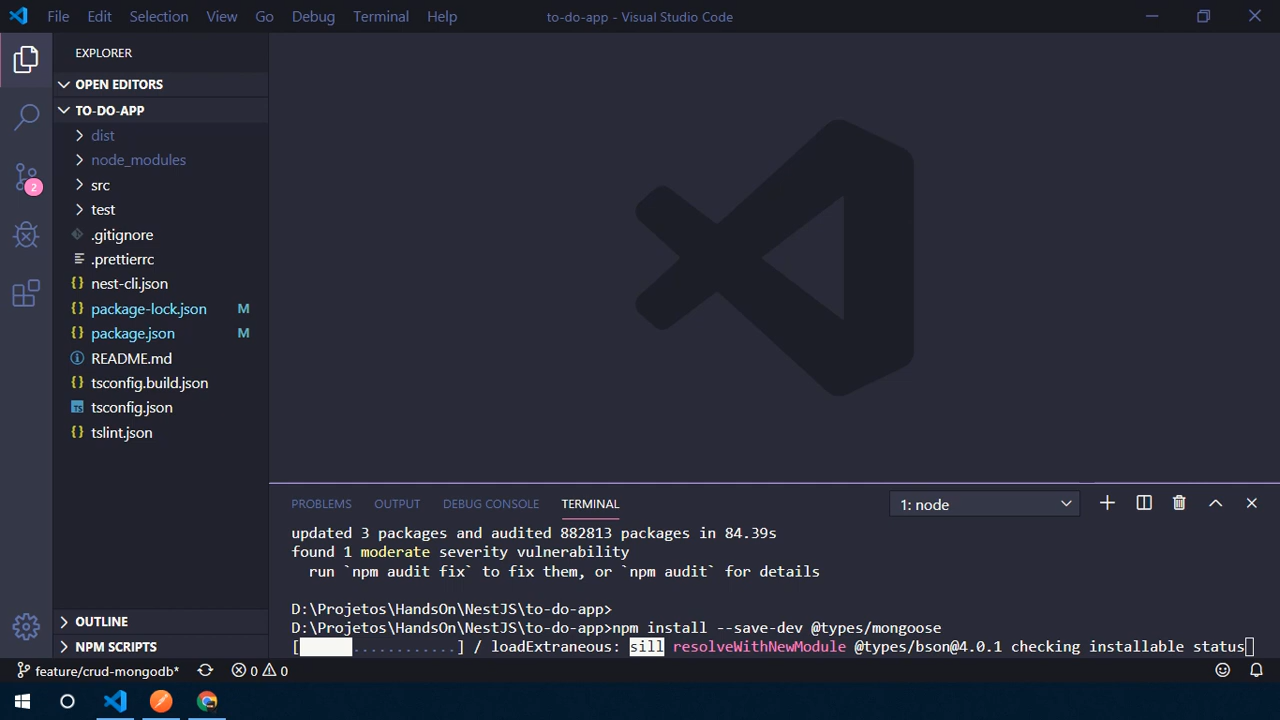 File Edit Selection View Go Debug Terminal Help
to-do-app - Visual Studio Code
EXPLORER
OPEN EDITORS
TO-DO-APP
dist
node_modules
src
test
.gitignore
.prettierrc
nest-cli.json
package-lock.json M
package.json M
README.md
tsconfig.build.json
TS tsconfig.json
tslint.json
2
OUTLINE
NPM SCRIPTS
PROBLEMS OUTPUT DEBUG CONSOLE TERMINAL
1: node
updated 3 packages and audited 882813 packages in 84.39s
found 1 moderate severity vulnerability
run `npm audit fix` to fix them, or `npm audit` for details
D:\Projetos\HandsOn\NestJS\to-do-app>
D:\Projetos\HandsOn\NestJS\to-do-app>npm install --save-dev @types/mongoose
[      ............] / loadExtraneous: sill resolveWithNewModule @types/bson@4.0.1 checking installable status
feature/crud-mongodb* 0 0